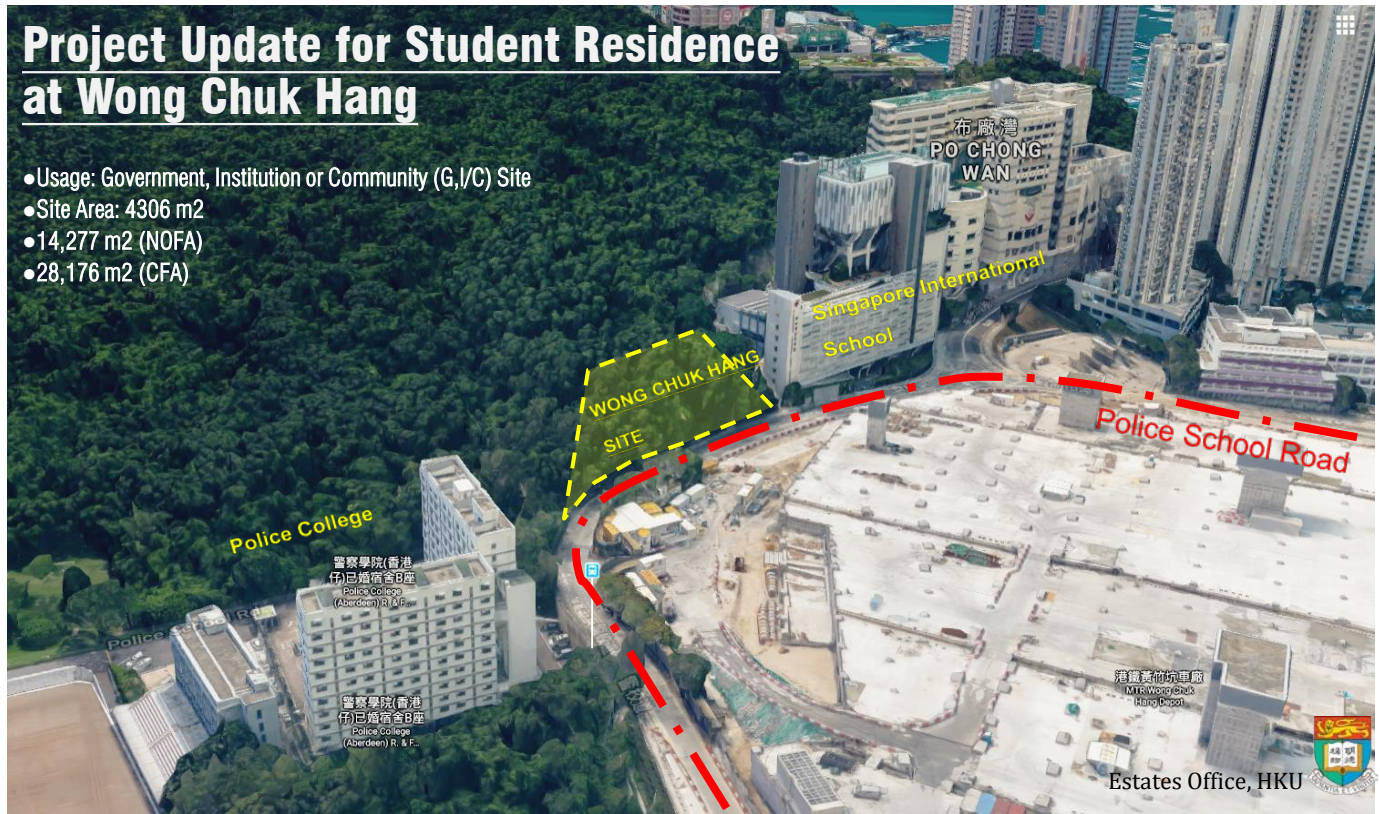 Project Update for Student Residence
at Wong Chuk Hang
●Usage: Government, Institution or Community (G,I/C) Site
●Site Area: 4306 m2
●14,277 m2 (NOFA)
●28,176 m2 (CFA)
布廠灣
PO CHONG
WAN
Singapore International
School
WONG CHUK HANG
SITE
Police School Road
Police College
警察學院(香港
仔)已婚宿舍B座
Police College
(Aberdeen) R. & F...
警察學院(香港
仔)已婚宿舍B座
Police College
(Aberdeen) R. & F...
港鐵黃竹坑車廠
MTR Wong Chuk
Hang Depot
Estates Office, HKU